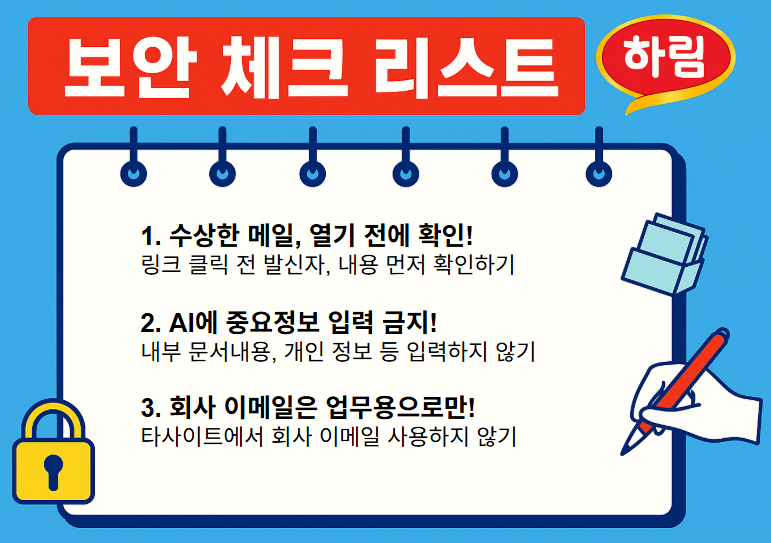 보안 체크 리스트
하림
1. 수상한 메일, 열기 전에 확인!
링크 클릭 전 발신자, 내용 먼저 확인하기
2. AI에 중요정보 입력 금지!
내부 문서내용, 개인 정보 등 입력하지 않기
3. 회사 이메일은 업무용으로만!
타사이트에서 회사 이메일 사용하지 않기